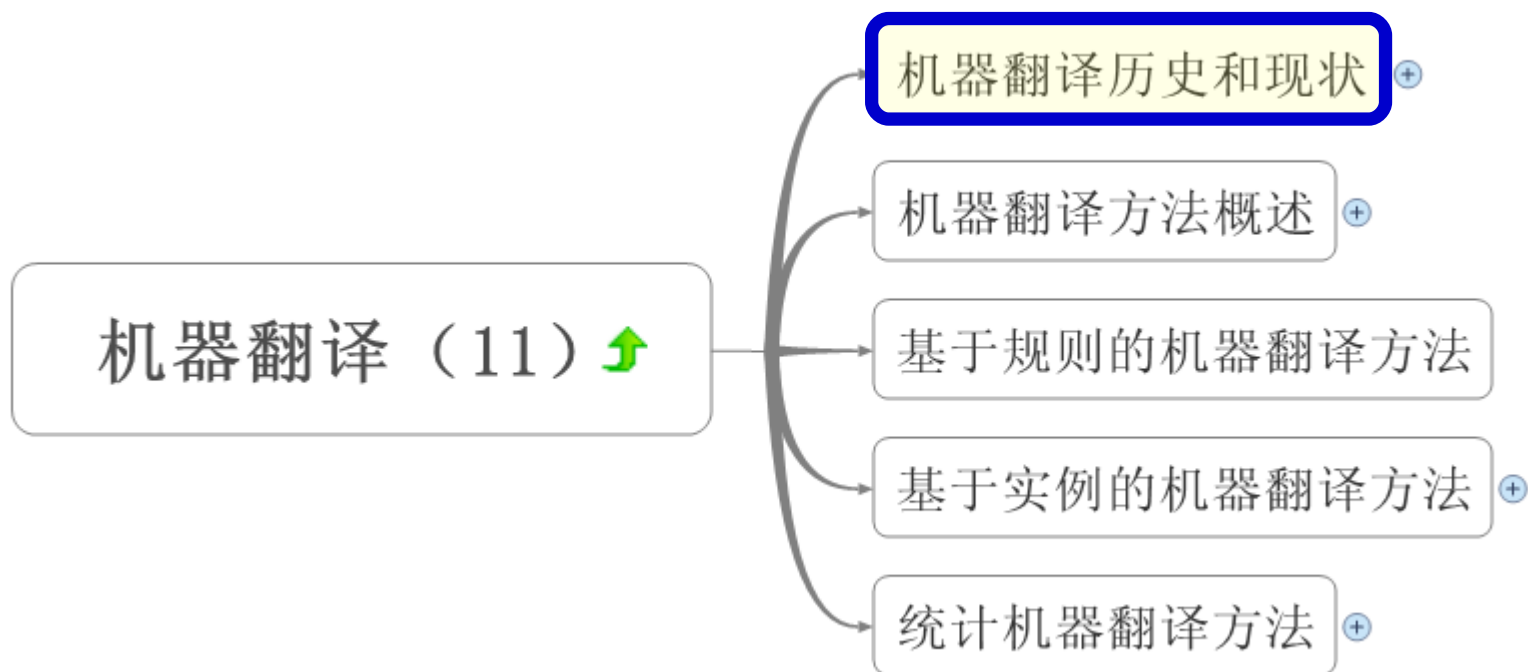 机器翻译历史和现状
机器翻译方法概述
机器翻译（11）
基于规则的机器翻译方法
基于实例的机器翻译方法
统计机器翻译方法